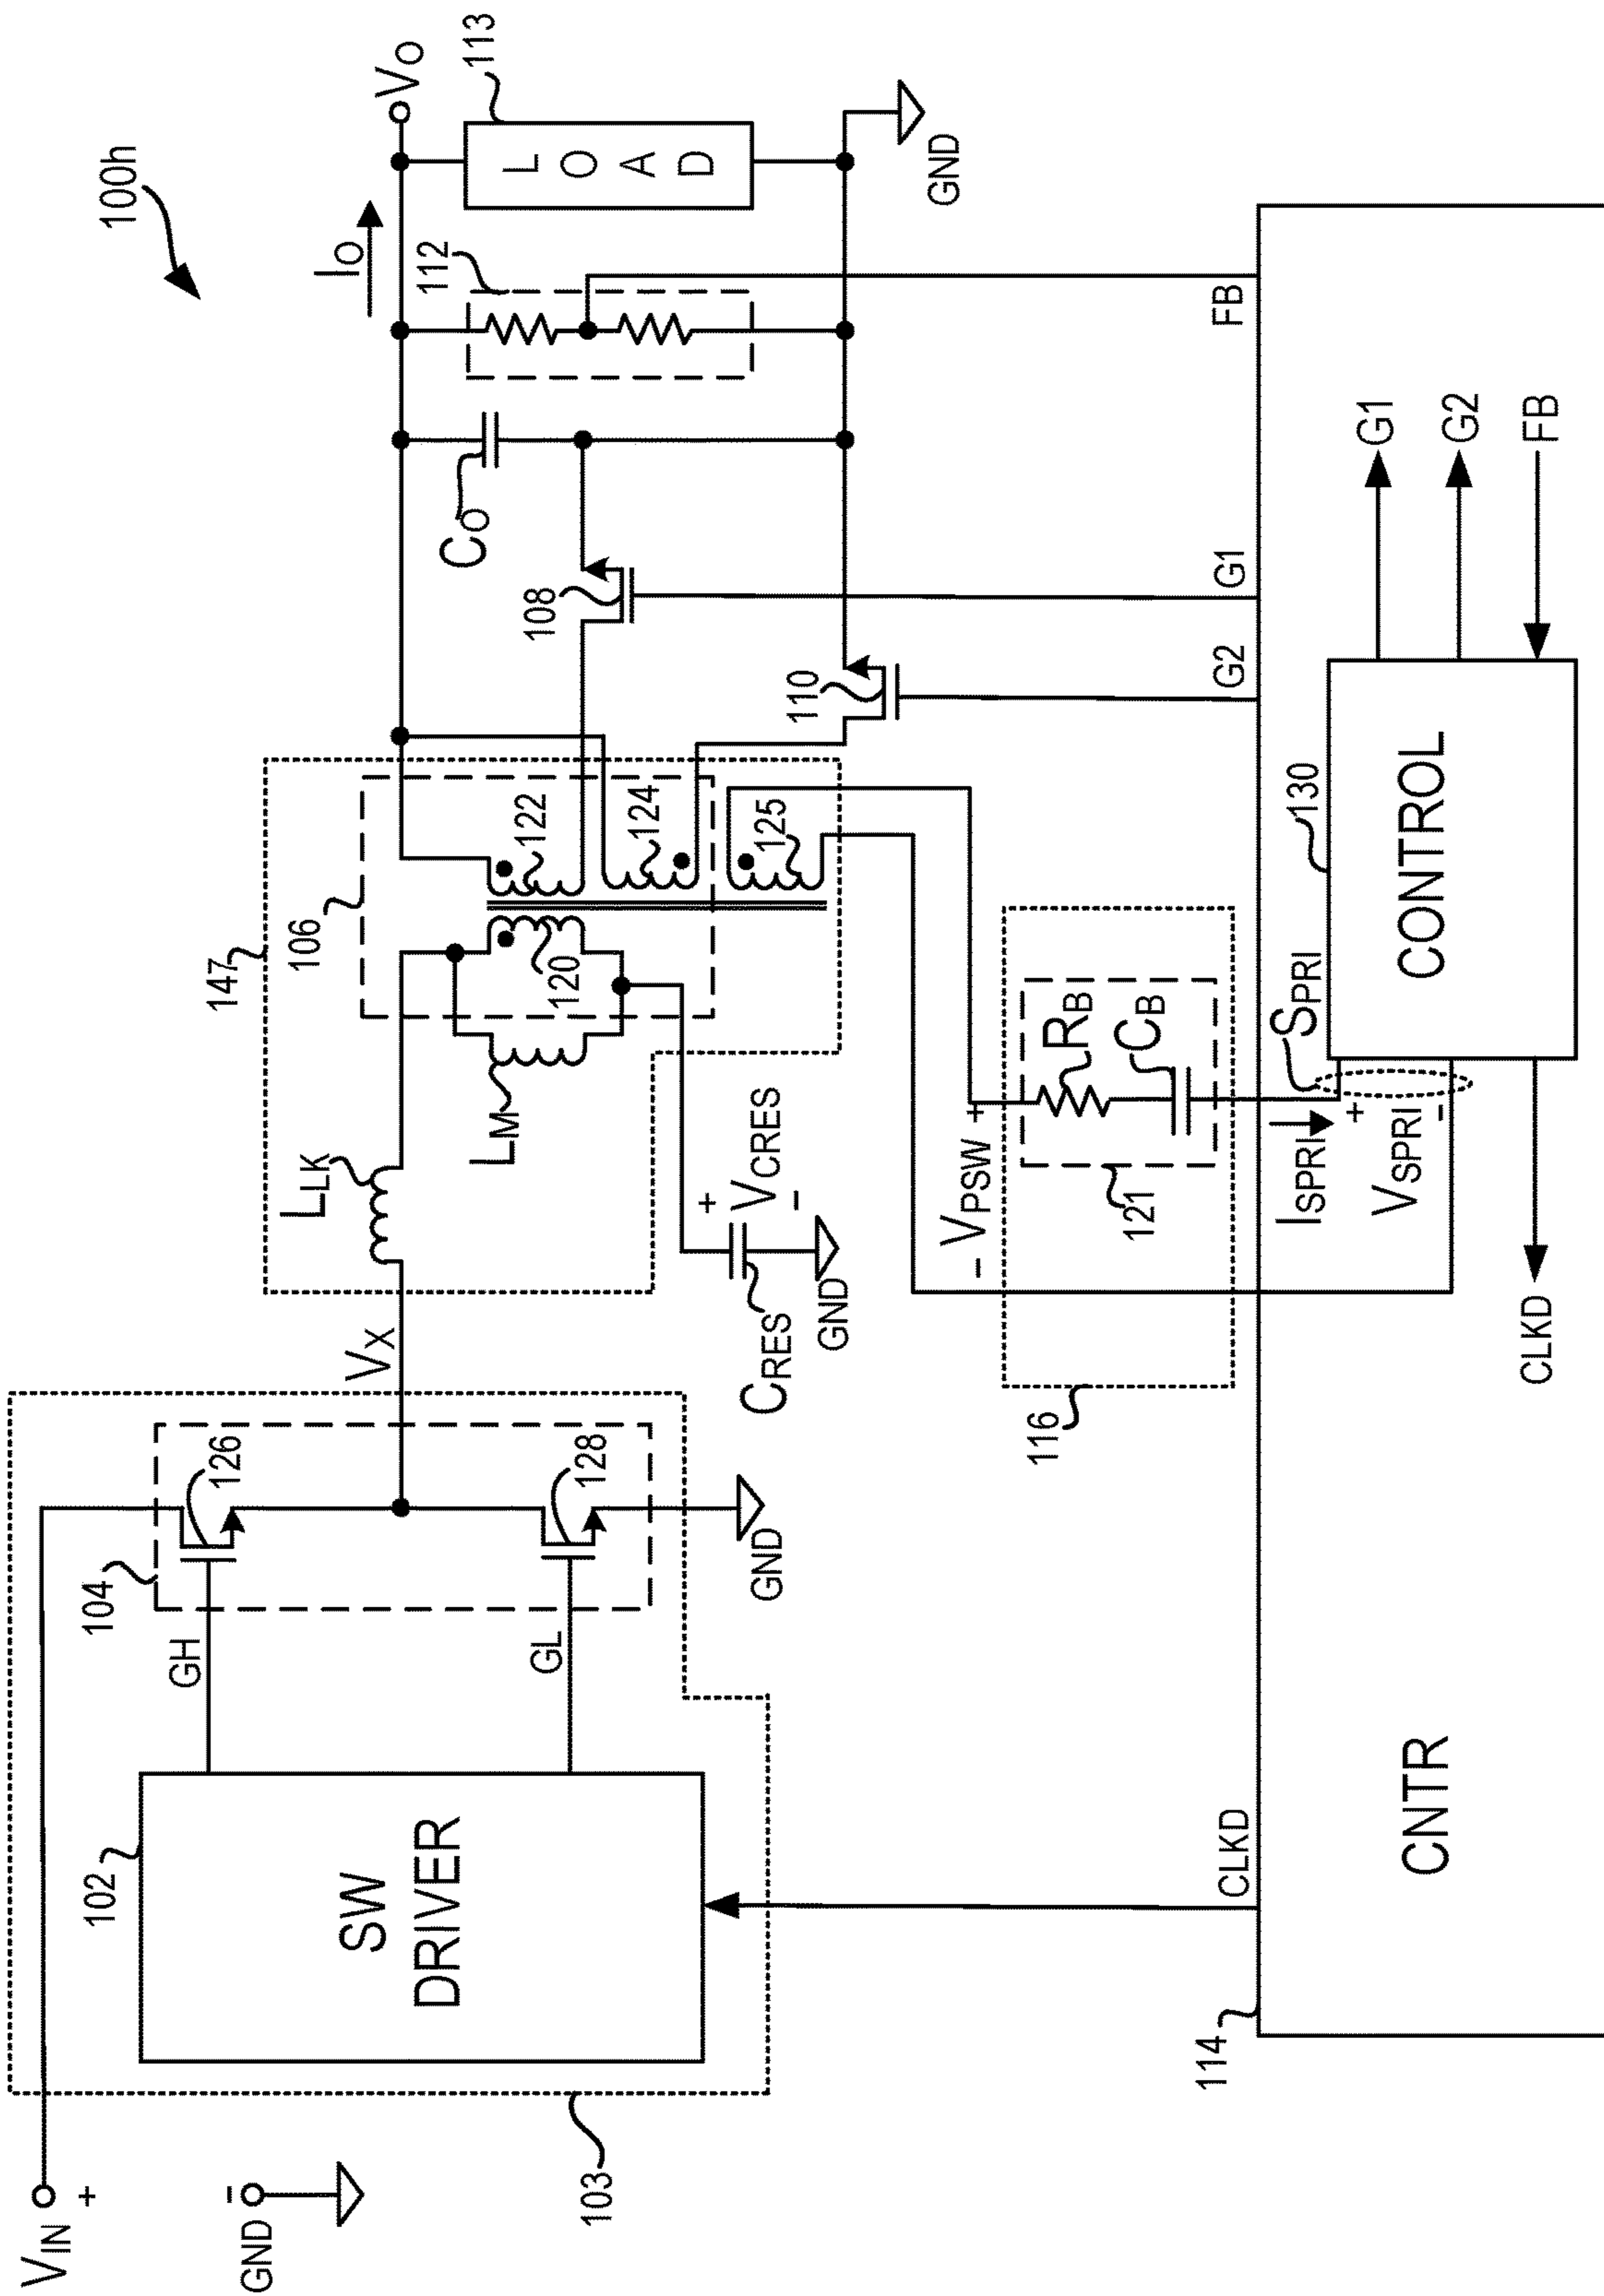 100h
VIN
+
GND
-
103
102
SW
DRIVER
GH
GL
104
126
128
GND
VX
LLK
LM
147
106
120
122
124
125
CRES
+
VCRES
-
GND
CO
108
110
IO
112
VO
113
LOAD
GND
116
- VPSW +
121
RB
CB
114
CLKD
G2
G1
FB
CNTR
ISPRI
SPRI
+
VSPRI
-
130
CONTROL
CLKD
G1
G2
FB